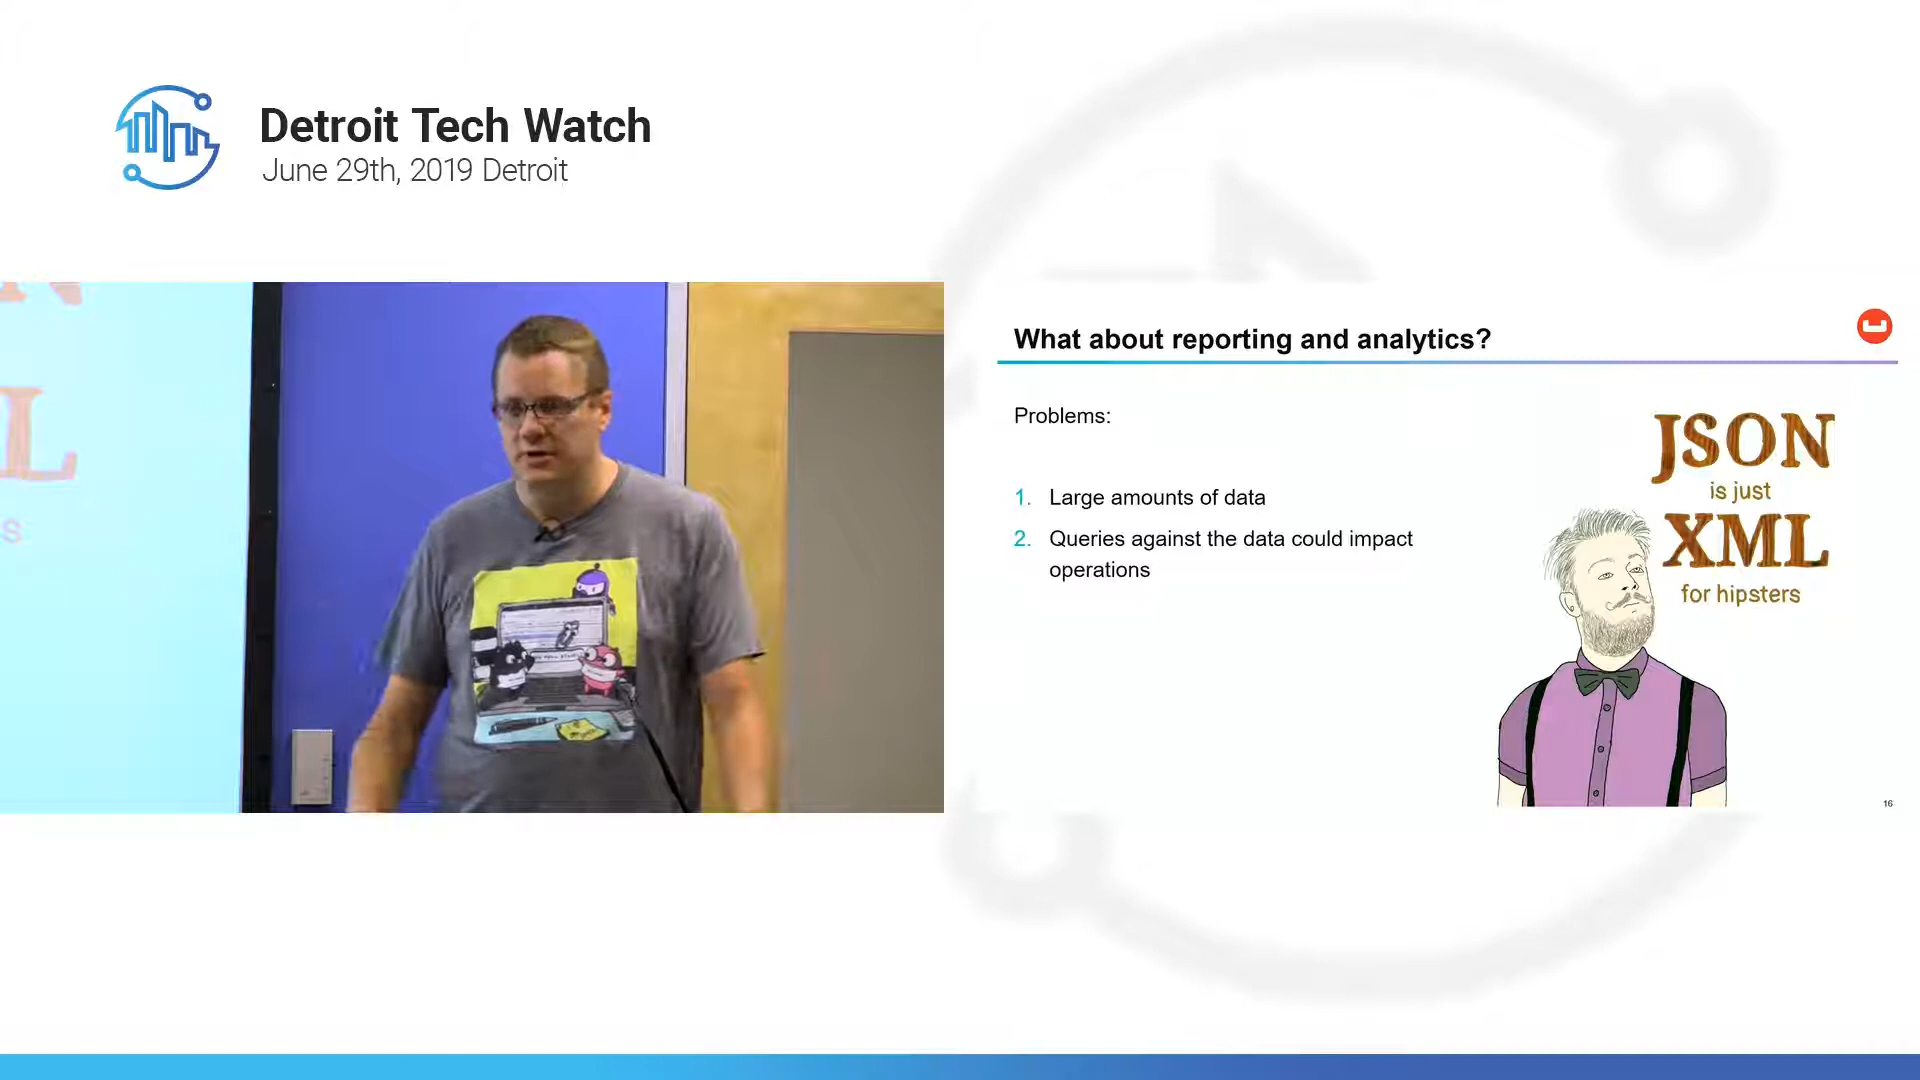 Detroit Tech Watch
June 29th, 2019 Detroit
What about reporting and analytics?
Problems:
1. Large amounts of data
2. Queries against the data could impact
operations
JSON
is just
XML
for hipsters
16
N
L
s